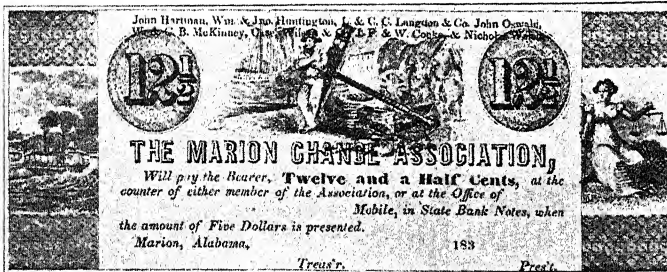 John Hartman, Wm. & Jno. Huntington, L. & C. C. Langdon & Co. John Oswald,
B. McKinney, & & W. & Nichols
12½ 12½
THE MARION CHANGE ASSOCIATION,
Will pay the Bearer, Twelve and a Half Cents, at the
counter of either member of the Association, or at the Office of
Mobile, in State Bank Notes, when
the amount of Five Dollars is presented.
Marion, Alabama, 183
Treas'r. Pres't.